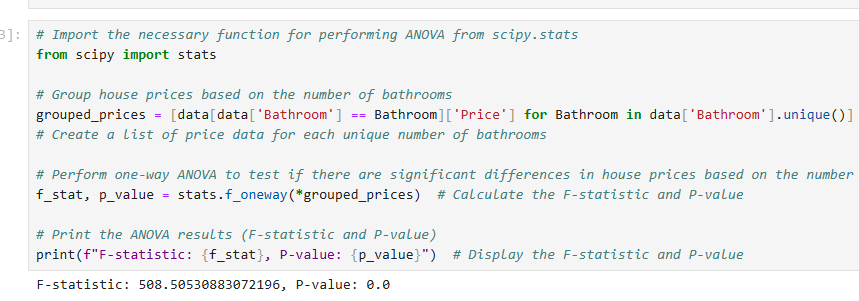 3]:
# Import the necessary function for performing ANOVA from scipy.stats
from scipy import stats
# Group house prices based on the number of bathrooms
grouped_prices = [data[data['Bathroom'] == Bathroom]['Price'] for Bathroom in data['Bathroom'].unique()]
# Create a list of price data for each unique number of bathrooms
# Perform one-way ANOVA to test if there are significant differences in house prices based on the number
f_stat, p_value = stats.f_oneway(*grouped_prices)  # Calculate the F-statistic and P-value
# Print the ANOVA results (F-statistic and P-value)
print(f"F-statistic: {f_stat}, P-value: {p_value}")  # Display the F-statistic and P-value
F-statistic: 508.50530883072196, P-value: 0.0